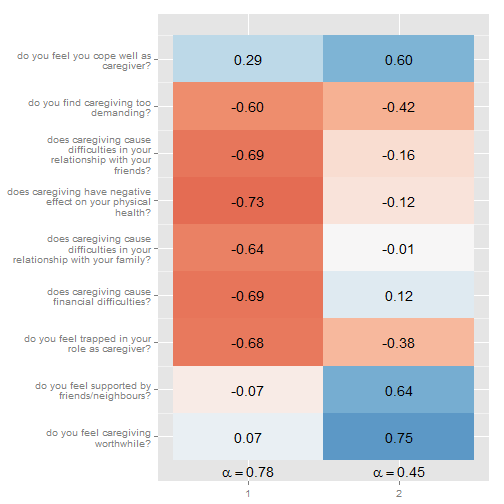 do you feel you cope well as
caregiver?
0.29 0.60
do you find caregiving too
demanding?
-0.60 -0.42
does caregiving cause
difficulties in your
relationship with your
friends?
-0.69 -0.16
does caregiving have negative
effect on your physical
health?
-0.73 -0.12
does caregiving cause
difficulties in your
relationship with your family?
-0.64 -0.01
does caregiving cause
financial difficulties?
-0.69 0.12
do you feel trapped in your
role as caregiver?
-0.68 -0.38
do you feel supported by
friends/neighbours?
-0.07 0.64
do you feel caregiving
worthwhile?
0.07 0.75
α = 0.78 α = 0.45
1 2